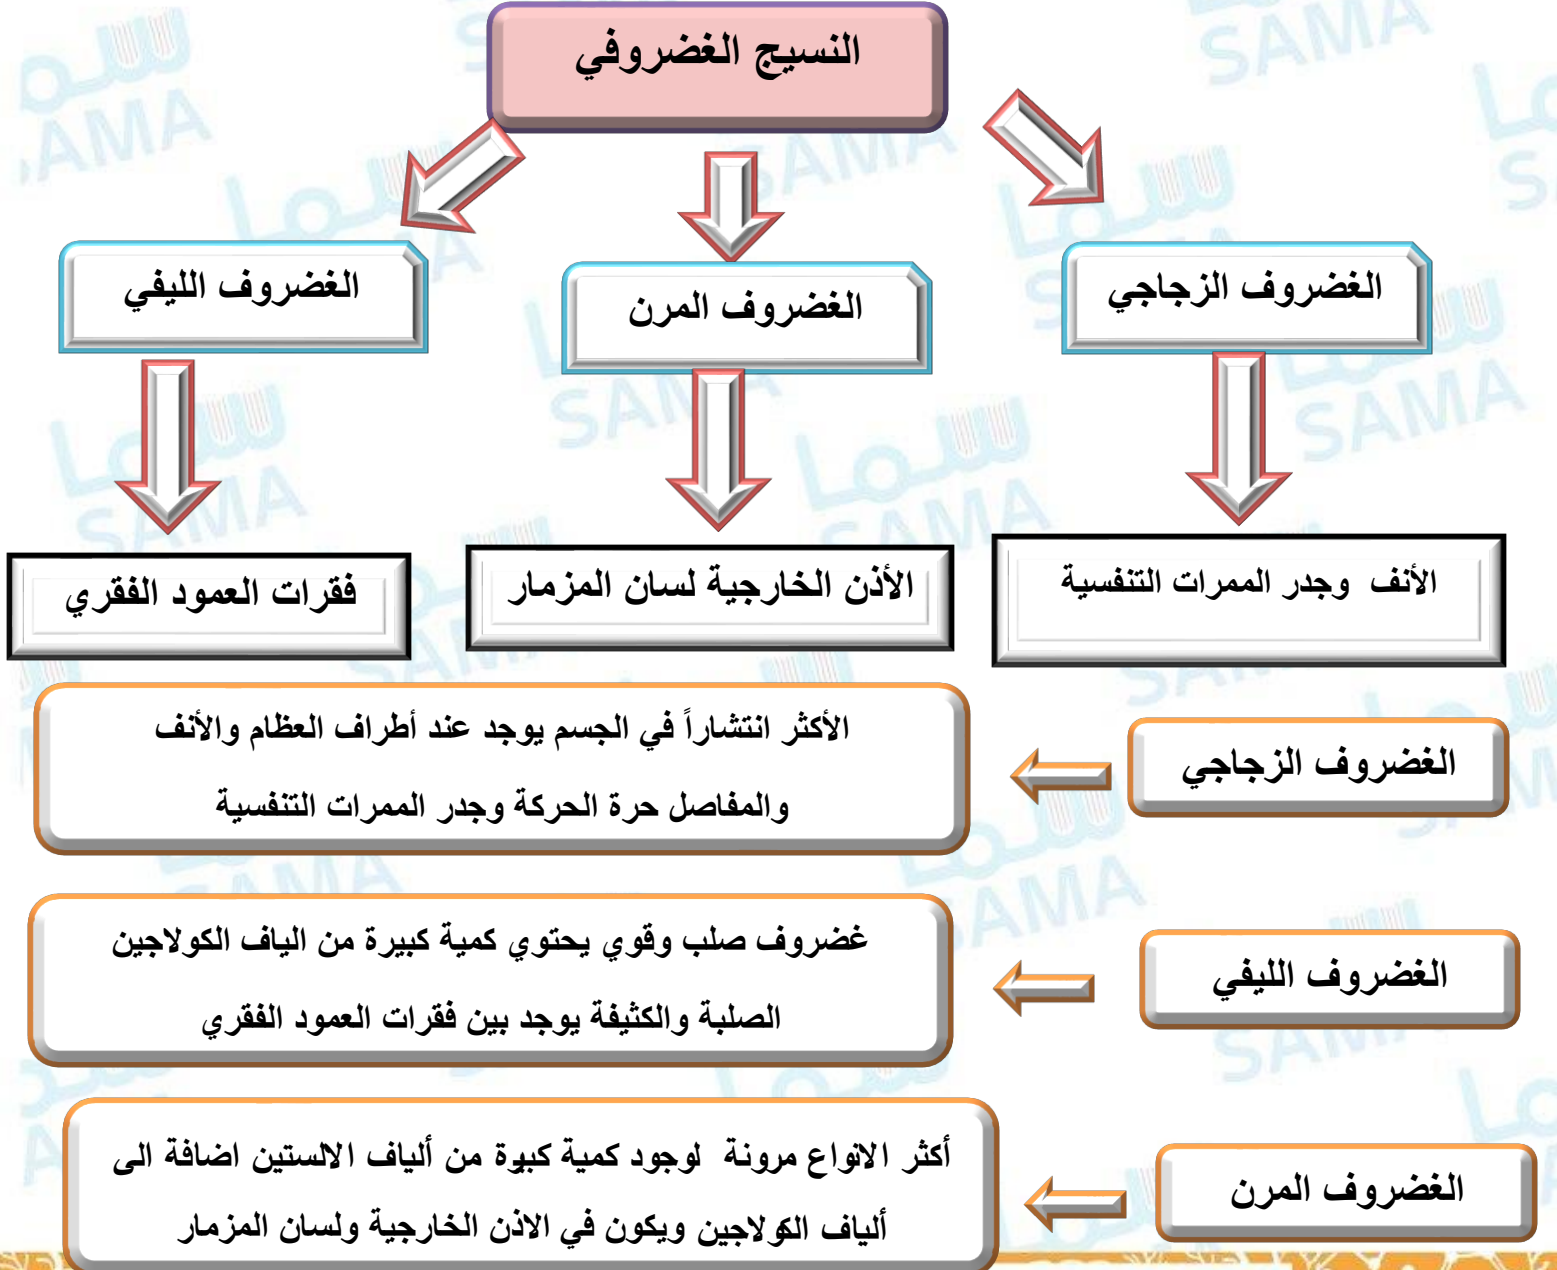 النسيج الغضروفي
الغضروف الزجاجي
الغضروف المرن
الغضروف الليفي
الأنف وجدر الممرات التنفسية
الأذن الخارجية لسان المزمار
فقرات العمود الفقري
الغضروف الزجاجي
الأكثر انتشاراً في الجسم يوجد عند أطراف العظام والأنف
والمفاصل حرة الحركة وجدر الممرات التنفسية
الغضروف الليفي
غضروف صلب وقوي يحتوي كمية كبيرة من الياف الكولاجين
الصلبة والكثيفة يوجد بين فقرات العمود الفقري
الغضروف المرن
أكثر الانواع مرونة لوجود كمية كبيرة من ألياف الالستين اضافة الى
ألياف الكولاجين ويكون في الاذن الخارجية ولسان المزمار
سما
SAMA